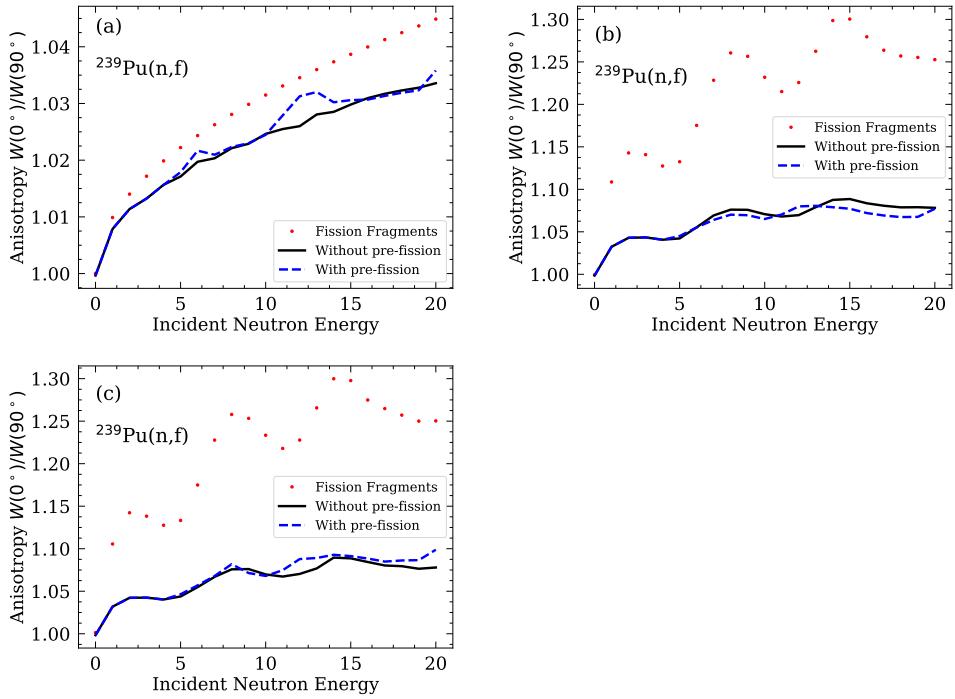 (a)
239Pu(n,f)
Anisotropy W(0°)/W(90°)
1.04
1.03
1.02
1.01
1.00
Fission Fragments
Without pre-fission
With pre-fission
0 5 10 15 20
Incident Neutron Energy
(b)
239Pu(n,f)
Anisotropy W(0°)/W(90°)
1.30
1.25
1.20
1.15
1.10
1.05
1.00
Fission Fragments
Without pre-fission
With pre-fission
0 5 10 15 20
Incident Neutron Energy
(c)
239Pu(n,f)
Anisotropy W(0°)/W(90°)
1.30
1.25
1.20
1.15
1.10
1.05
1.00
Fission Fragments
Without pre-fission
With pre-fission
0 5 10 15 20
Incident Neutron Energy